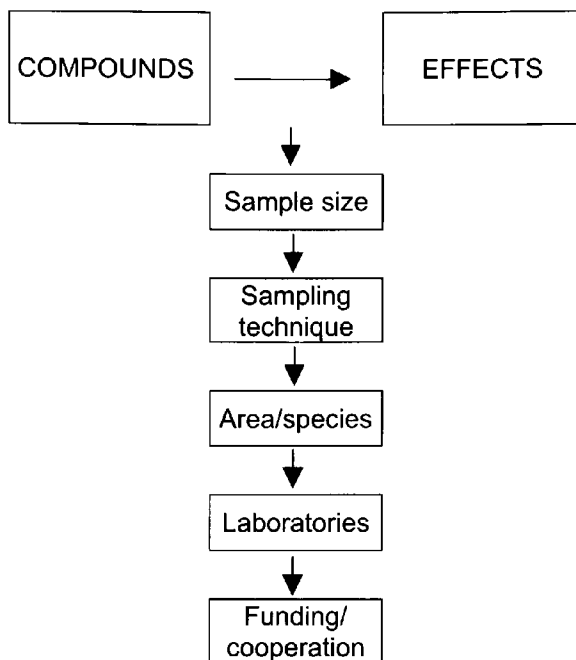 COMPOUNDS
EFFECTS
Sample size
Sampling
technique
Area/species
Laboratories
Funding/
cooperation